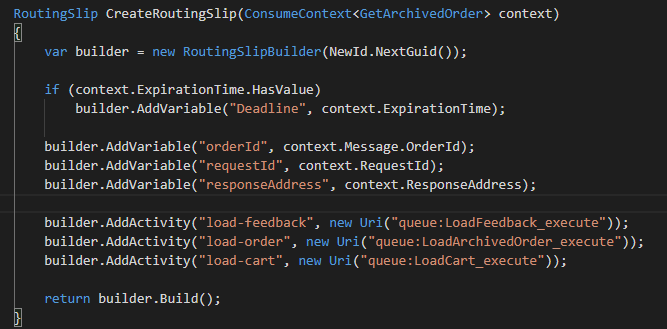 RoutingSlip CreateRoutingSlip(ConsumeContext<GetArchivedOrder> context)
{
    var builder = new RoutingSlipBuilder(NewId.NextGuid());
    if (context.ExpirationTime.HasValue)
        builder.AddVariable("Deadline", context.ExpirationTime);
    builder.AddVariable("orderId", context.Message.OrderId);
    builder.AddVariable("requestId", context.RequestId);
    builder.AddVariable("responseAddress", context.ResponseAddress);
    builder.AddActivity("load-feedback", new Uri("queue:LoadFeedback_execute"));
    builder.AddActivity("load-order", new Uri("queue:LoadArchivedOrder_execute"));
    builder.AddActivity("load-cart", new Uri("queue:LoadCart_execute"));
    return builder.Build();
}